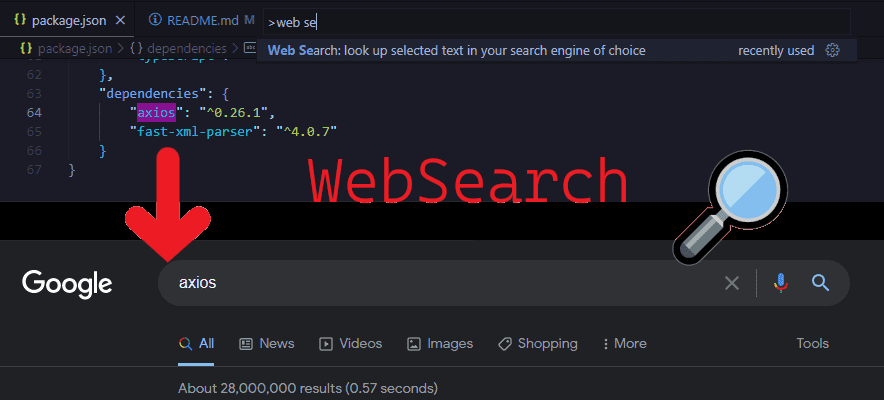 {} package.json ×
README.md M
>web se
{} package.json > {} dependencies > abc
Web Search: look up selected text in your search engine of choice recently used
62 },
63 "dependencies": {
64 "axios": "^0.26.1",
65 "fast-xml-parser": "^4.0.7"
66 }
67 }
WebSearch
Google
axios
All News Videos Images Shopping More Tools
About 28,000,000 results (0.57 seconds)